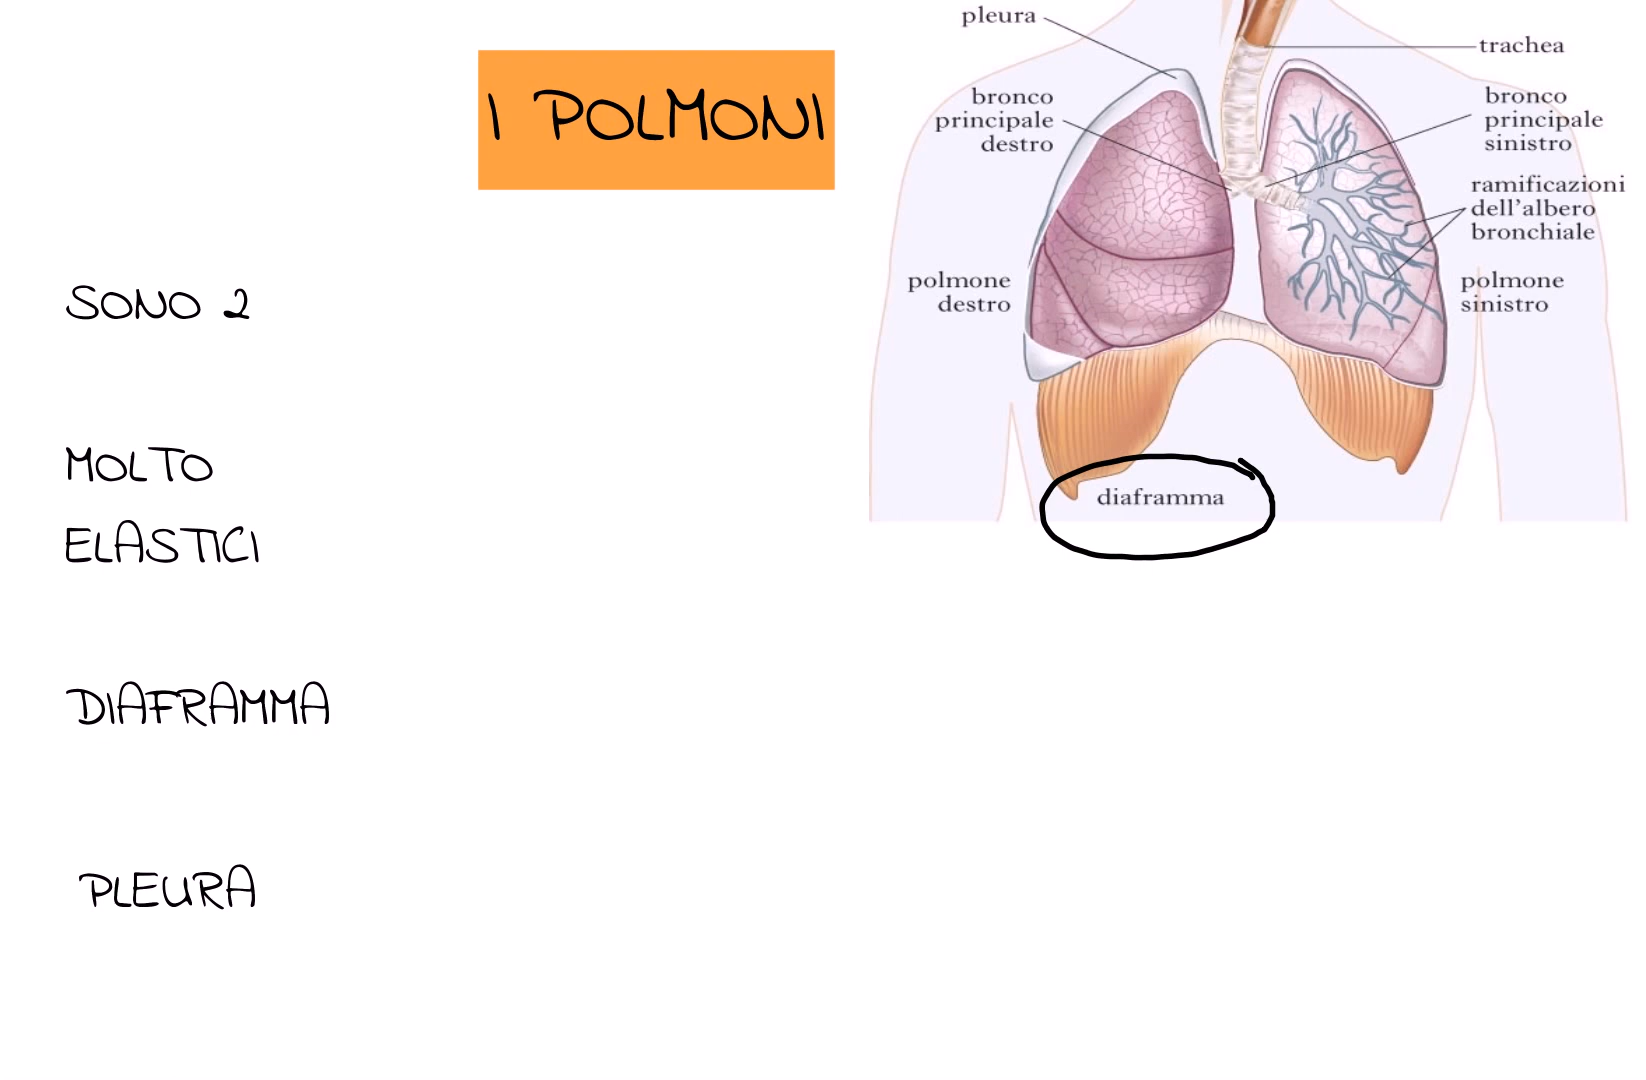 I POLMONI
SONO 2
MOLTO
ELASTICI
DIAFRAMMA
PLEURA
pleura
trachea
bronco
principale
destro
bronco
principale
sinistro
ramificazioni
dell'albero
bronchiale
polmone
destro
polmone
sinistro
diaframma